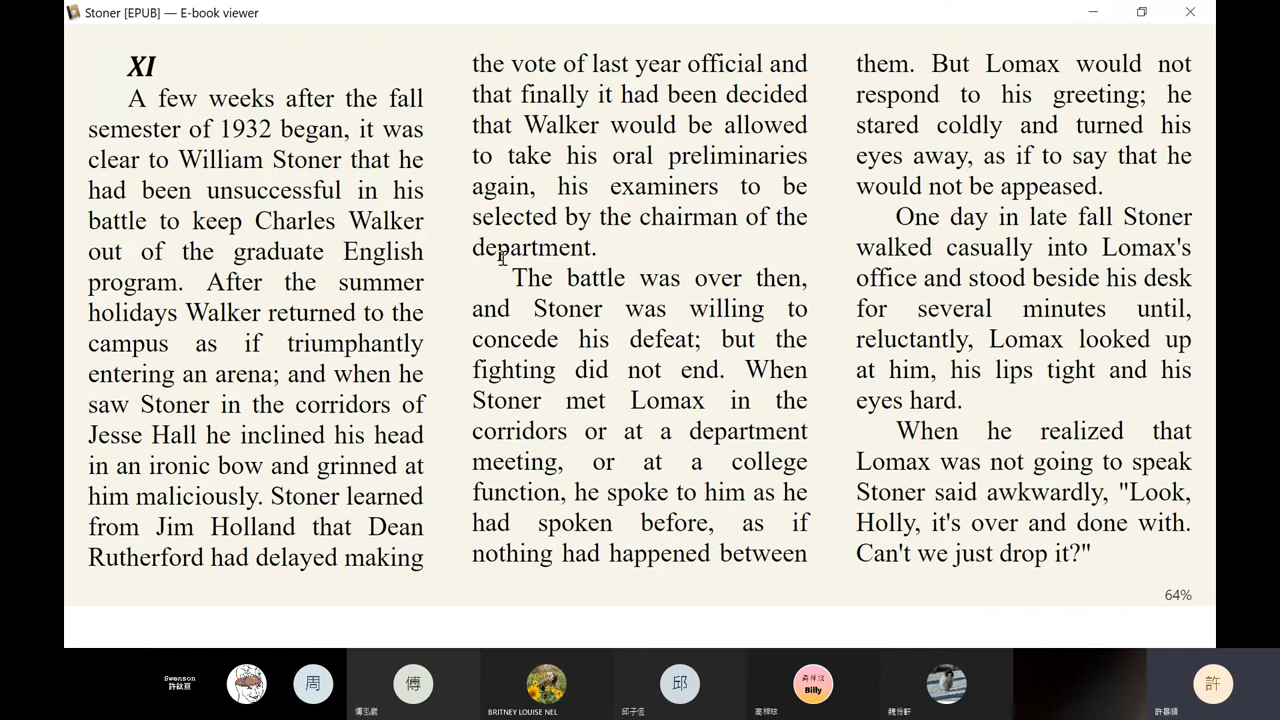 Stoner [EPUB] — E-book viewer
XI
A few weeks after the fall
semester of 1932 began, it was
clear to William Stoner that he
had been unsuccessful in his
battle to keep Charles Walker
out of the graduate English
program. After the summer
holidays Walker returned to the
campus as if triumphantly
entering an arena; and when he
saw Stoner in the corridors of
Jesse Hall he inclined his head
in an ironic bow and grinned at
him maliciously. Stoner learned
from Jim Holland that Dean
Rutherford had delayed making
the vote of last year official and
that finally it had been decided
that Walker would be allowed
to take his oral preliminaries
again, his examiners to be
selected by the chairman of the
department.
The battle was over then,
and Stoner was willing to
concede his defeat; but the
fighting did not end. When
Stoner met Lomax in the
corridors or at a department
meeting, or at a college
function, he spoke to him as he
had spoken before, as if
nothing had happened between
them. But Lomax would not
respond to his greeting; he
stared coldly and turned his
eyes away, as if to say that he
would not be appeased.
One day in late fall Stoner
walked casually into Lomax's
office and stood beside his desk
for several minutes until,
reluctantly, Lomax looked up
at him, his lips tight and his
eyes hard.
When he realized that
Lomax was not going to speak
Stoner said awkwardly, "Look,
Holly, it's over and done with.
Can't we just drop it?"
64%
Swenson
周
傅
BRITNEY LOUISE NEL
邱
邱子恆
Billy
許